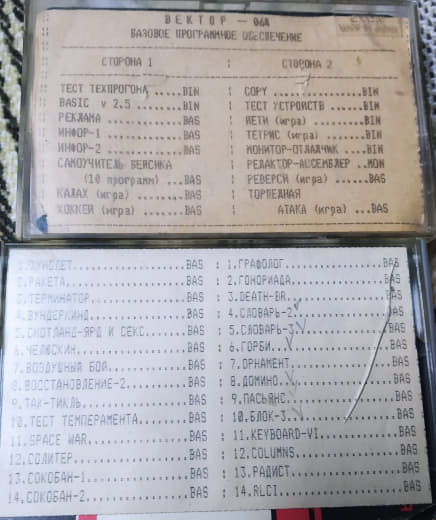 ВЕКТОР - 06Ц
БАЗОВОЕ ПРОГРАММНОЕ ОБЕСПЕЧЕНИЕ
СТОРОНА 1 : СТОРОНА 2
ТЕСТ ТЕХПРОГОНА ......BIN : COPY ................BIN
BASIC v 2.5 ..........BIN : ТЕСТ УСТРОЙСТВ ......BIN
РЕКЛАМА ..............BAS : ЙЕТИ (игра) .........BIN
ИНФОР-1 ..............BAS : ТЕТРИС (игра) .......BIN
ИНФОР-2 ..............BAS : МОНИТОР-ОТЛАДЧИК ....BIN
САМОУЧИТЕЛЬ БЕЙСИКА : РЕДАКТОР-АССЕМБЛЕР ..MON
(10 программ) ...BAS : РЕВЕРСИ (игра) ......BAS
КАЛАХ (игра) .........BAS : ТОРПЕДНАЯ
ХОККЕЙ (игра) ........BAS : АТАКА (игра) ...BAS
..........BAS : 1.ГРАФОЛОГ..............BAS
2.РАКЕТА................BAS : 2.ГОНОРИАДА.............BAS
3.ТЕРМИНАТОР............BAS : 3.DEATH-BR..............BAS
4.ВУНДЕРКИНД............BAS : 4.СЛОВАРЬ-2.............BAS
5.СКОТЛАНД-ЯРД И СЕКС...BAS : 5.СЛОВАРЬ-3.............BAS
6.ЧЕЛЮСКИН..............BAS : 6.ГОРБИ.................BAS
7.ВОЗДУШНЫЙ БОЙ.........BAS : 7.ОРНАМЕНТ..............BAS
8.ВОССТАНОВЛЕНИЕ-2......BAS : 8.ДОМИНО................BAS
9.ТАК-ТИКЛЬ.............BAS : 9.ПАСЬЯНС...............BAS
10.ТЕСТ ТЕМПЕРАМЕНТА....BAS : 10.БЛОК-3...............BAS
11.SPACE WAR............BAS : 11.KEYBOARD-VI..........BAS
12.СОЛИТЕР..............BAS : 12.COLUMNS..............BAS
13.СОКОБАН-1............BAS : 13.РАДИСТ...............BAS
14.СОКОБАН-2............BAS : 14.RLCI.................BAS